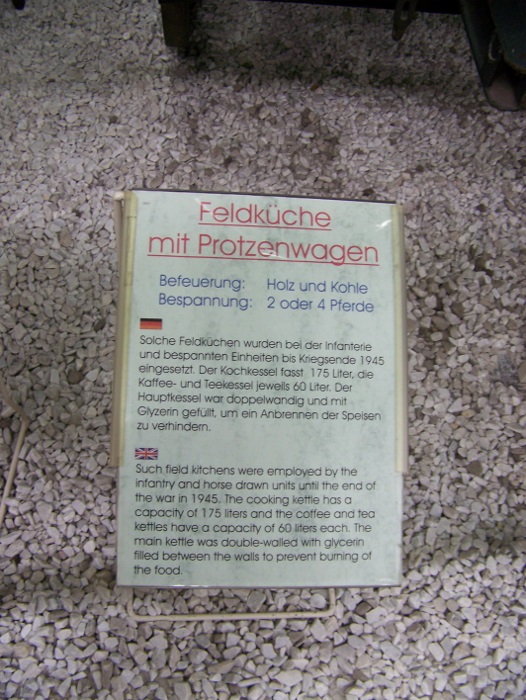 Feldküche
mit Protzenwagen
Befeuerung: Holz und Kohle
Bespannung: 2 oder 4 Pferde
Solche Feldküchen wurden bei der Infanterie
und bespannten Einheiten bis Kriegsende 1945
eingesetzt. Der Kochkessel fasst 175 Liter, die
Kaffee- und Teekessel jeweils 60 Liter. Der
Hauptkessel war doppelwandig und mit
Glyzerin gefüllt, um ein Anbrennen der Speisen
zu verhindern.
Such field kitchens were employed by the
infantry and horse drawn units until the end of
the war in 1945. The cooking kettle has a
capacity of 175 liters and the coffee and tea
kettles have a capacity of 60 liters each. The
main kettle was double-walled with glycerin
filled between the walls to prevent burning of
the food.